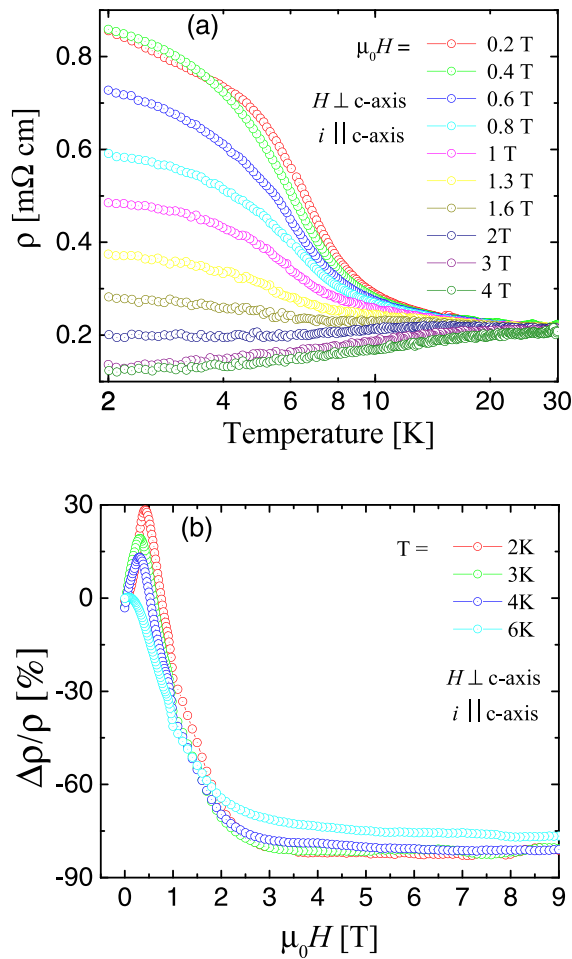 (a)
μ₀H =
0.2 T
0.4 T
0.6 T
0.8 T
1 T
1.3 T
1.6 T
2T
3 T
4 T
H ⊥ c-axis
i || c-axis
ρ [mΩ cm]
0.8
0.6
0.4
0.2
2 4 6 8 10 20 30
Temperature [K]
(b)
T =
2K
3K
4K
6K
H ⊥ c-axis
i || c-axis
Δρ/ρ [%]
30
0
-30
-60
-90
0 1 2 3 4 5 6 7 8 9
μ₀H [T]